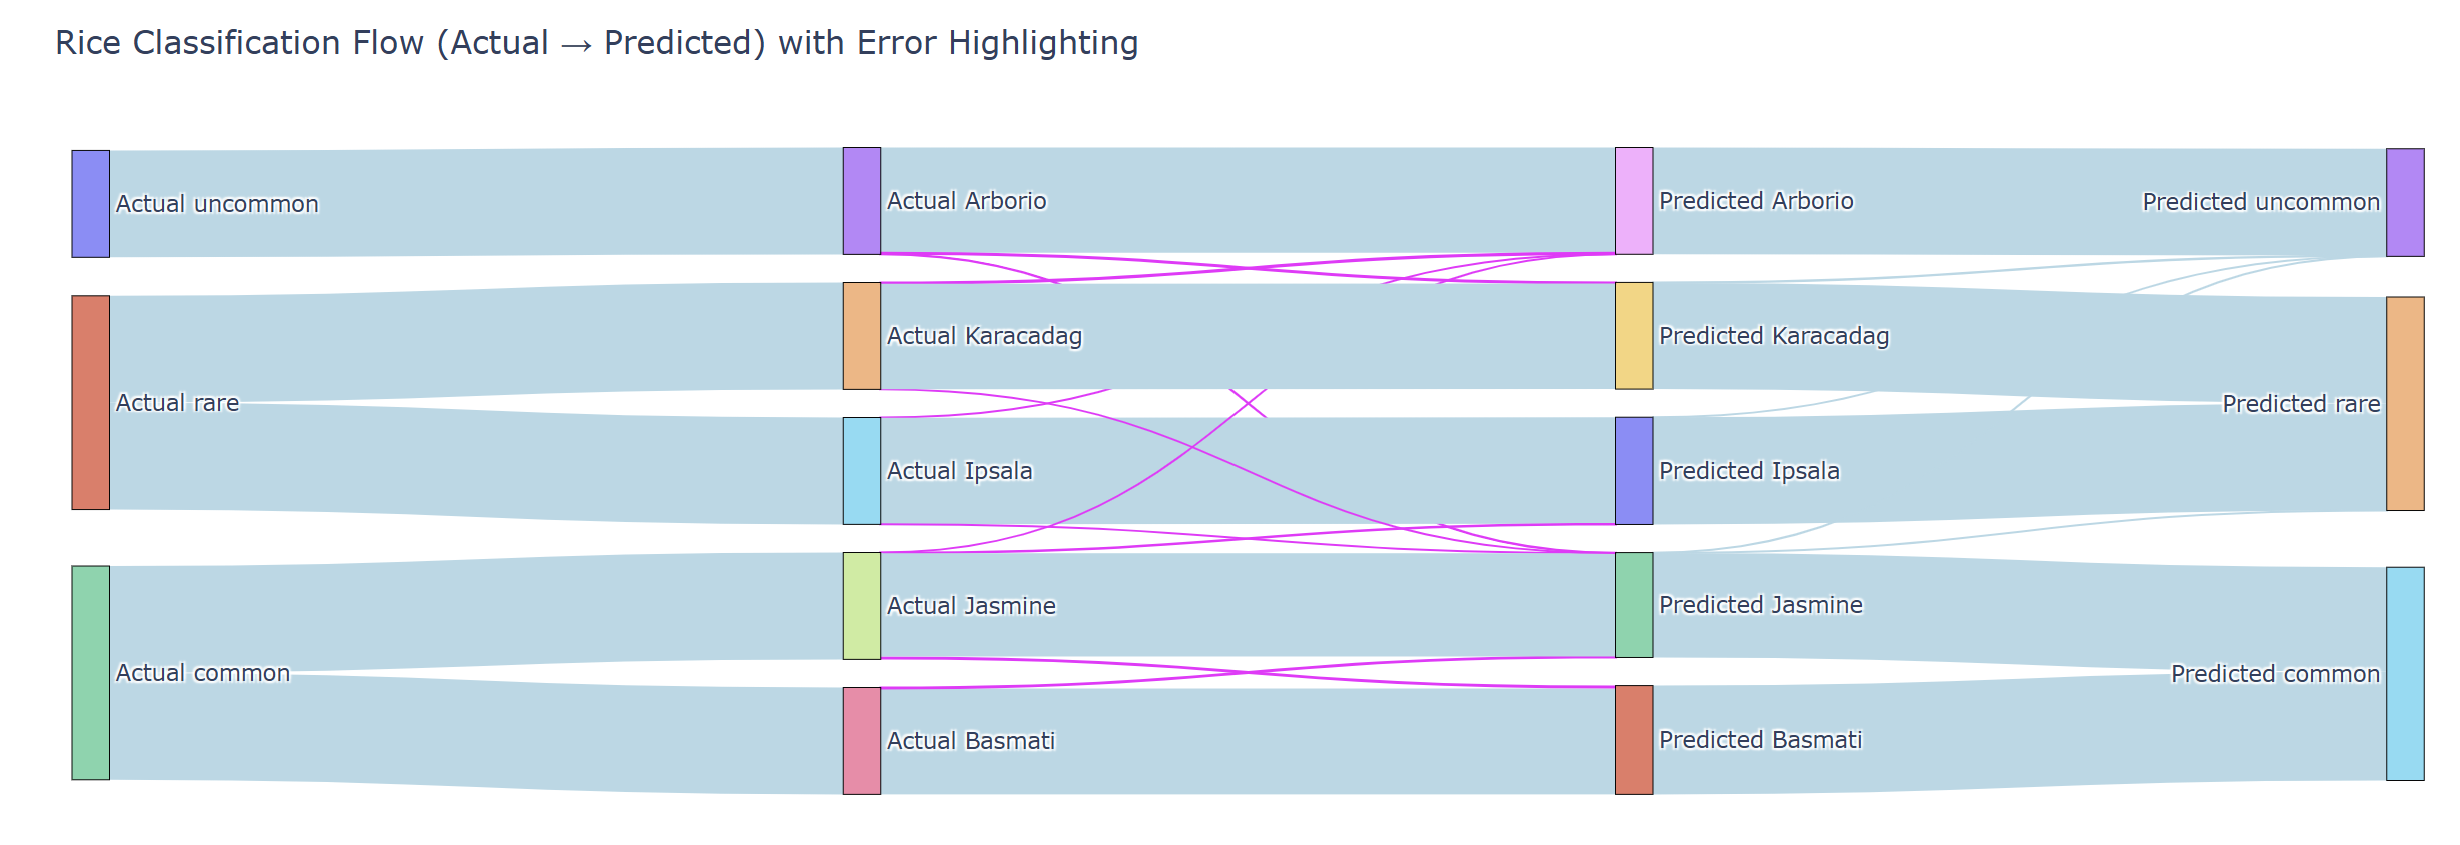 Rice Classification Flow (Actual → Predicted) with Error Highlighting
Actual uncommon
Actual Arborio
Predicted Arborio
Predicted uncommon
Actual Karacadag
Predicted Karacadag
Actual rare
Predicted rare
Actual Ipsala
Predicted Ipsala
Actual Jasmine
Predicted Jasmine
Actual common
Predicted common
Actual Basmati
Predicted Basmati